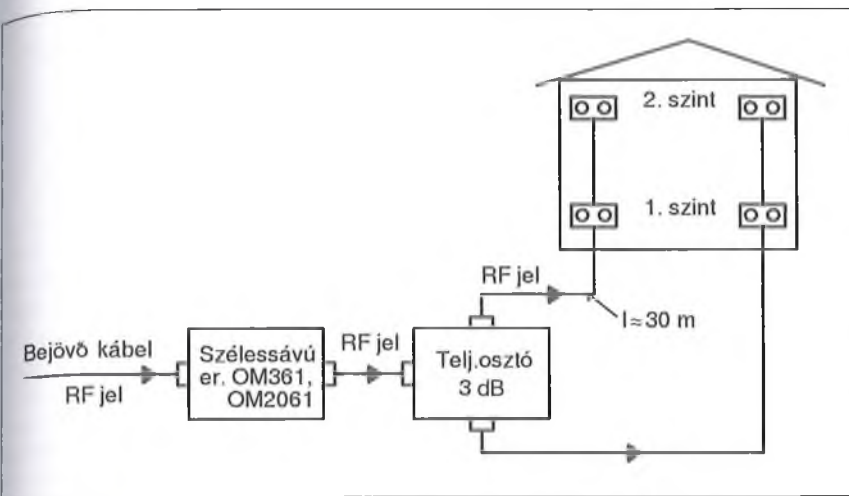 2. szint
1. szint
RF jel
l≈30 m
Bejövő kábel
RF jel
Szélessávú
er. OM361,
OM2061
RF jel
Telj.osztó
3 dB